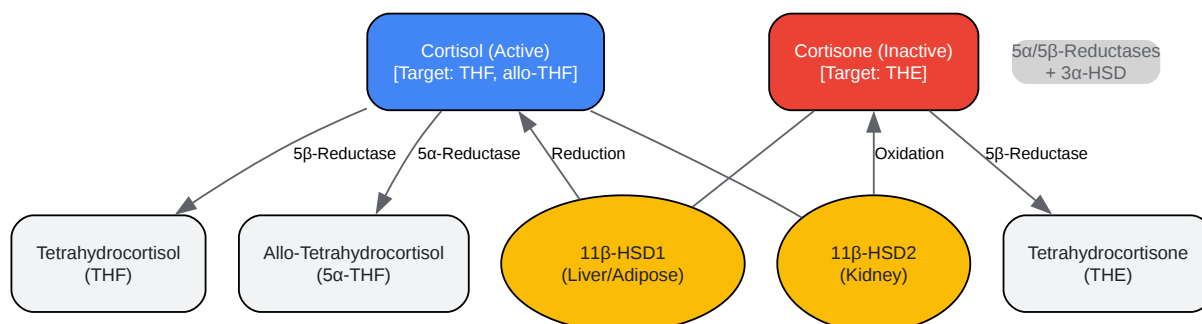 Cortisol (Active)
[Target: THF, allo-THF]
Cortisone (Inactive)
[Target: THE]
5α/5β-Reductases
+ 3α-HSD
5β-Reductase
5α-Reductase
Reduction
Oxidation
5β-Reductase
Tetrahydrocortisol
(THF)
Allo-Tetrahydrocortisol
(5α-THF)
11β-HSD1
(Liver/Adipose)
11β-HSD2
(Kidney)
Tetrahydrocortisone
(THE)